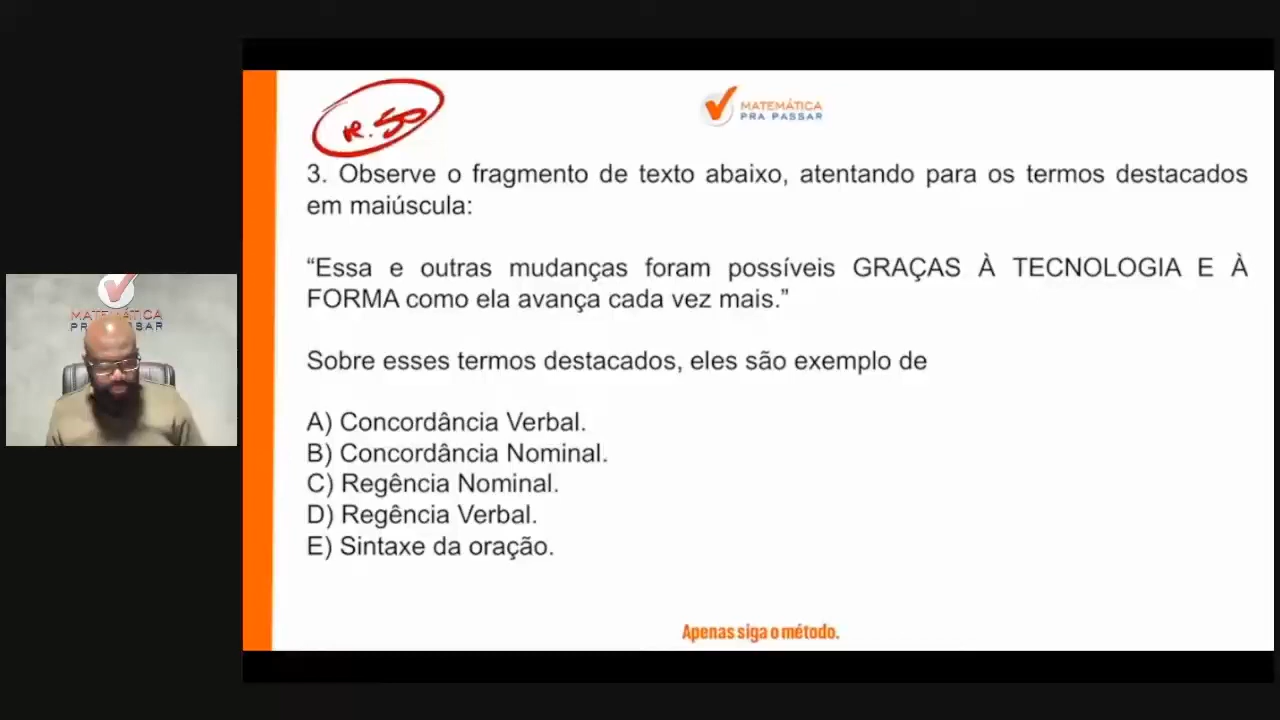 R. 50
MATEMÁTICA
PRA PASSAR
3. Observe o fragmento de texto abaixo, atentando para os termos destacados
em maiúscula:
“Essa e outras mudanças foram possíveis GRAÇAS À TECNOLOGIA E À
FORMA como ela avança cada vez mais.”
Sobre esses termos destacados, eles são exemplo de
A) Concordância Verbal.
B) Concordância Nominal.
C) Regência Nominal.
D) Regência Verbal.
E) Sintaxe da oração.
Apenas siga o método.
MATEMÁTICA